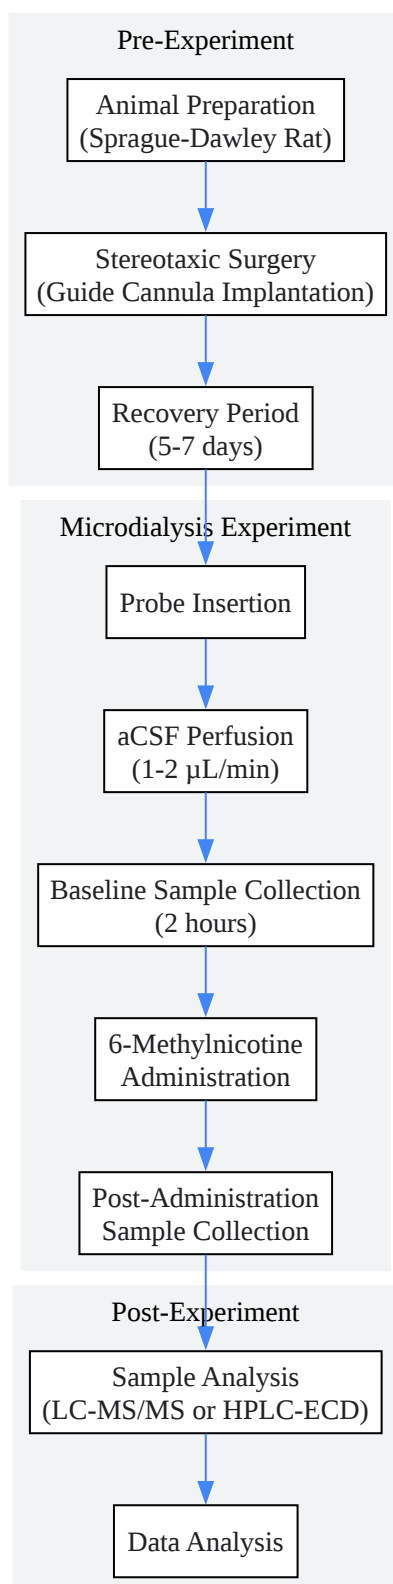 Pre-Experiment
Animal Preparation
(Sprague-Dawley Rat)
Stereotaxic Surgery
(Guide Cannula Implantation)
Recovery Period
(5-7 days)
Microdialysis Experiment
Probe Insertion
aCSF Perfusion
(1-2 µL/min)
Baseline Sample Collection
(2 hours)
6-Methylnicotine
Administration
Post-Administration
Sample Collection
Post-Experiment
Sample Analysis
(LC-MS/MS or HPLC-ECD)
Data Analysis